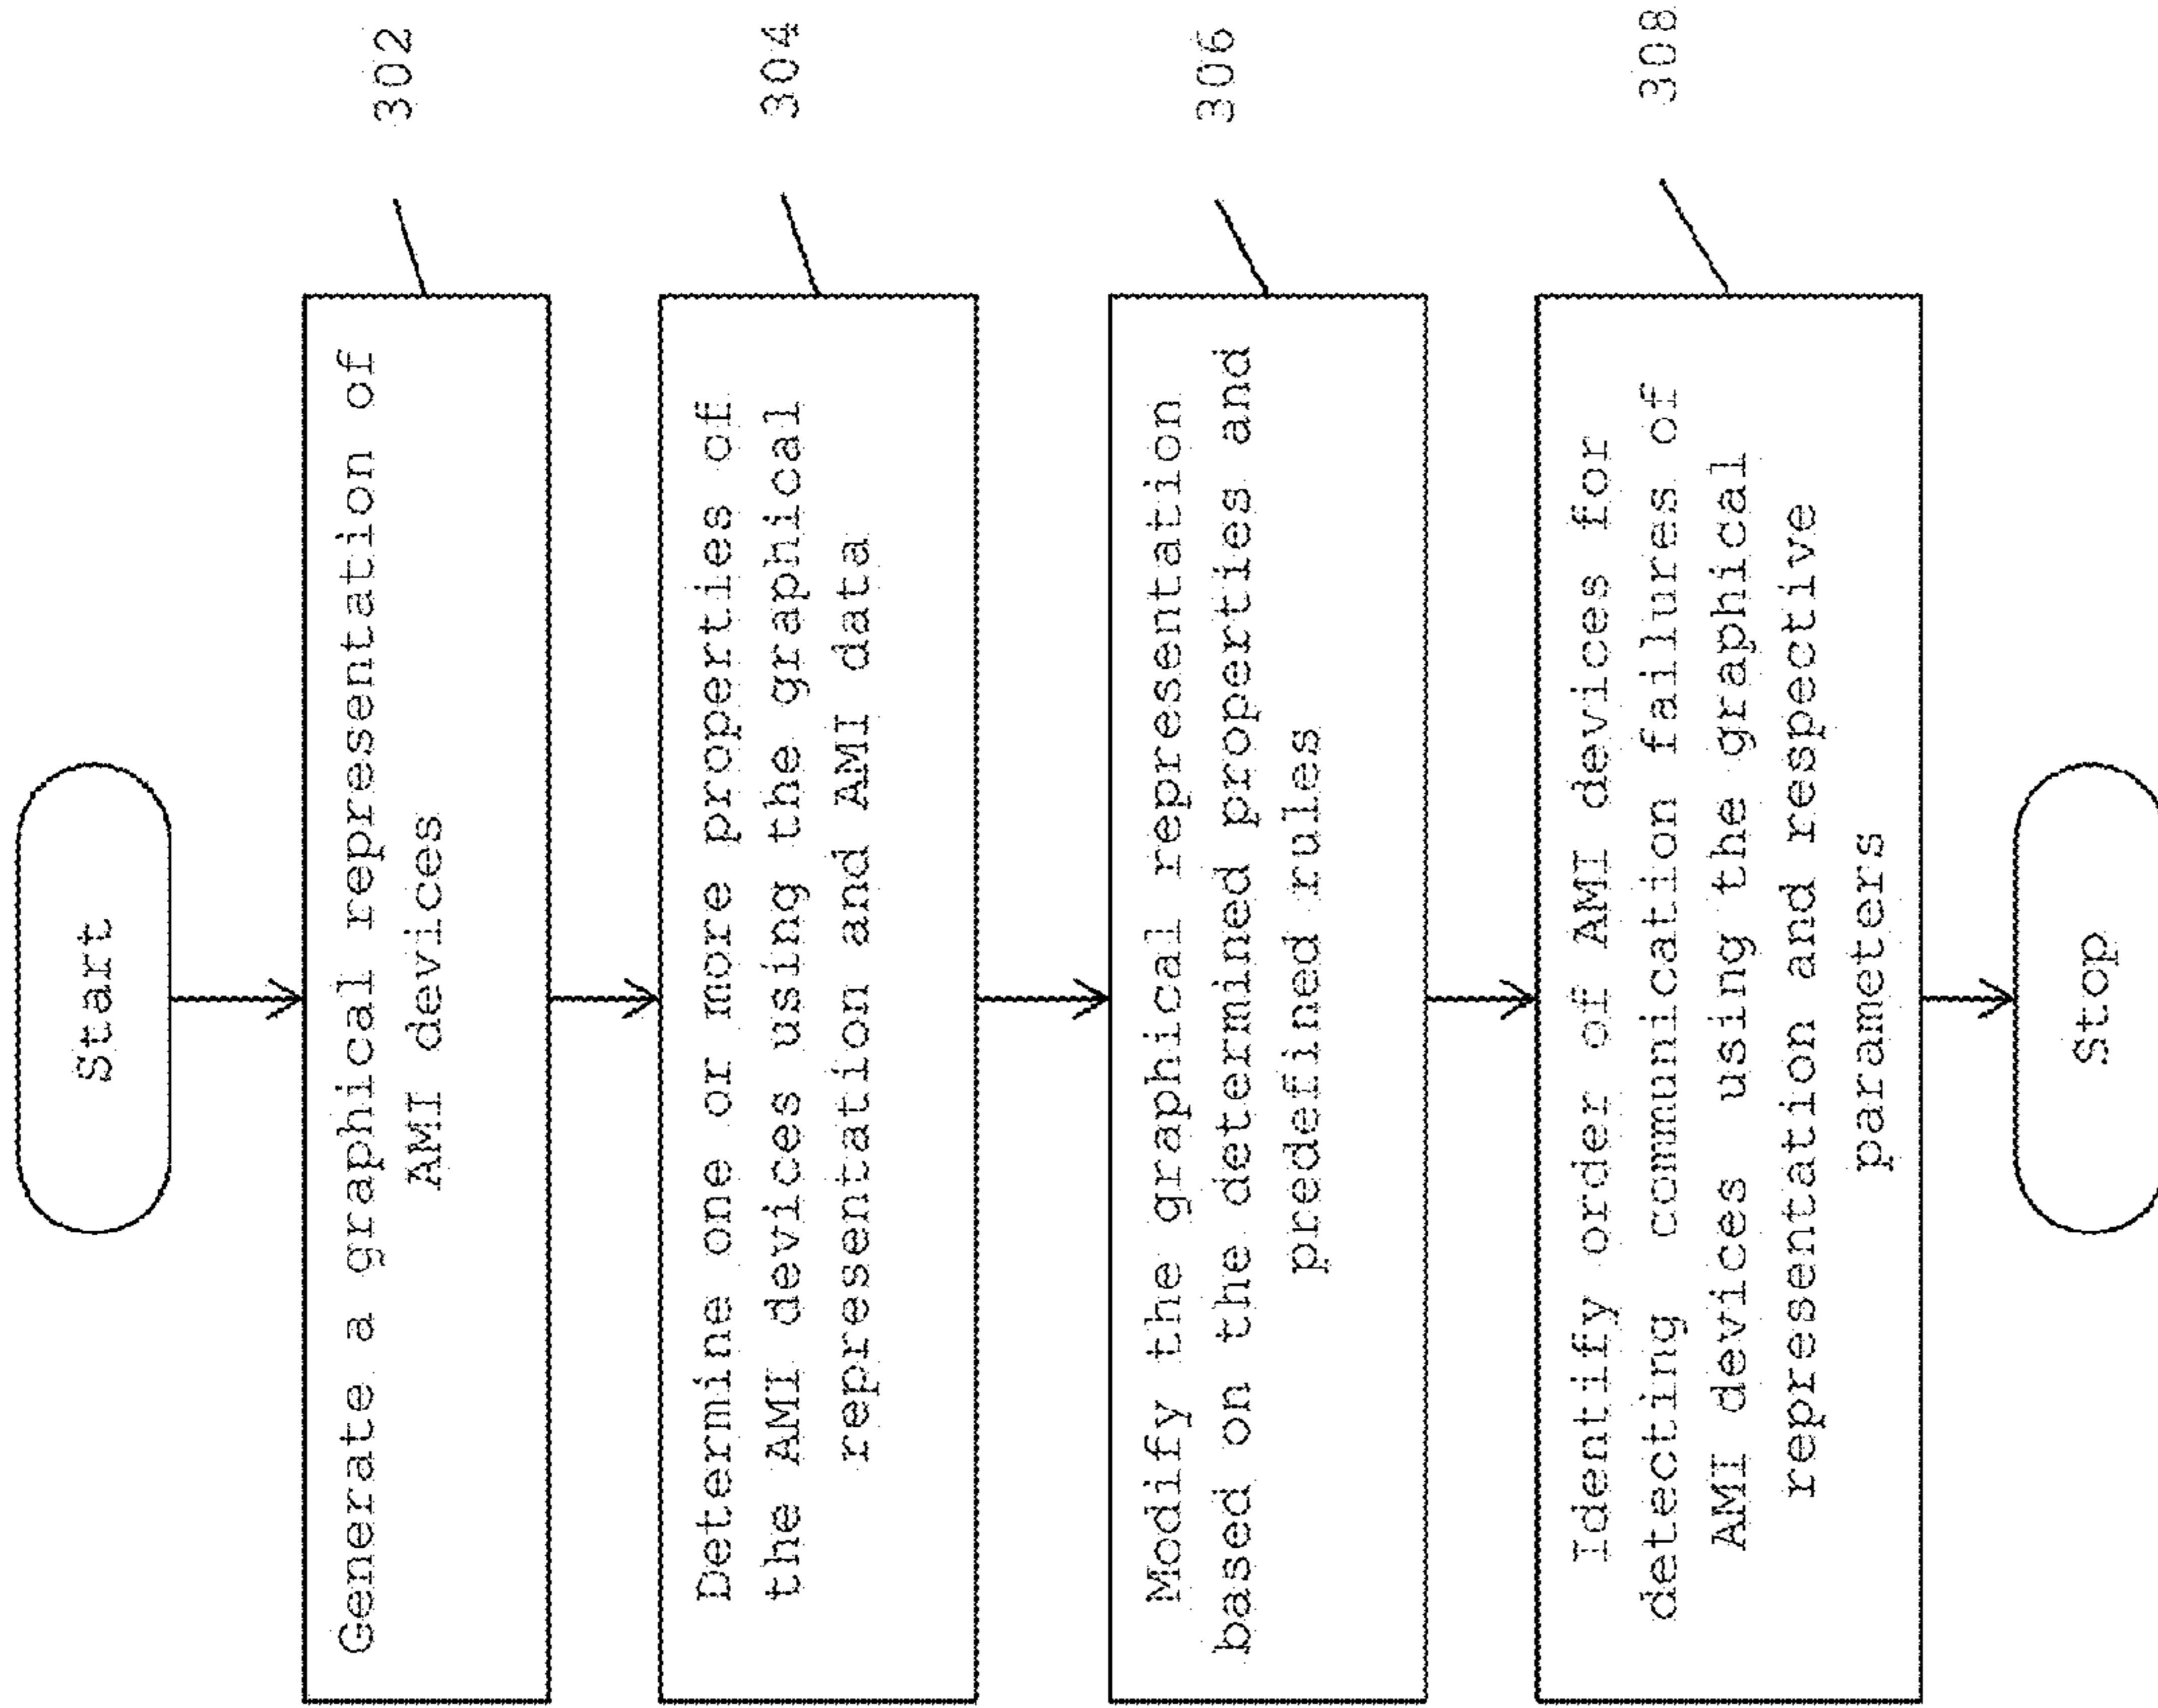 Start
Generate a graphical representation of
AMI devices
302
Determine one or more properties of
the AMI devices using the graphical
representation and AMI data
304
Modify the graphical representation
based on the determined properties and
predefined rules
306
Identify order of AMI devices for
detecting communication failures of
AMI devices using the graphical
representation and respective
parameters
308
Stop